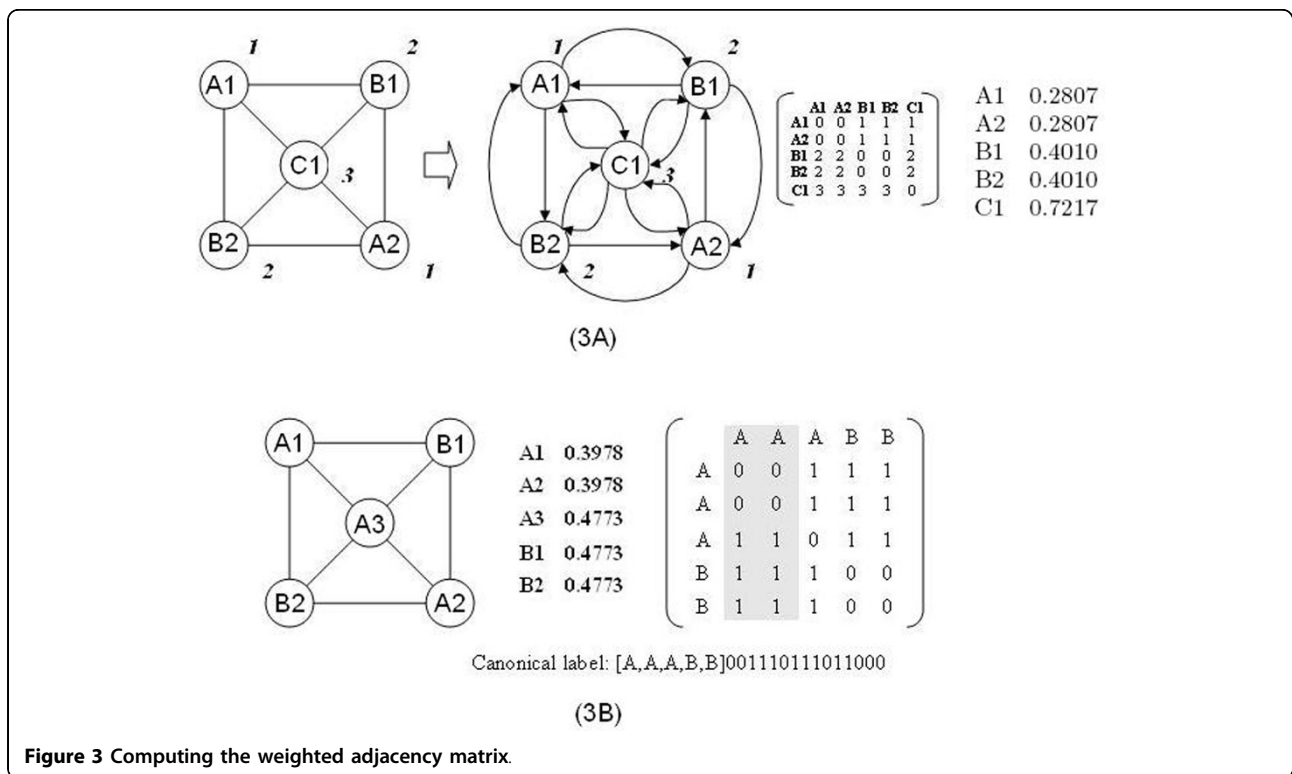 1 2
A1 B1
C1
3
B2 A2
2 1
1 2
A1 B1
C1
3
B2 A2
2 1
A1 A2 B1 B2 C1
A1 0 0 1 1 1
A2 0 0 1 1 1
B1 2 2 0 0 2
B2 2 2 0 0 2
C1 3 3 3 3 0
A1 0.2807
A2 0.2807
B1 0.4010
B2 0.4010
C1 0.7217
(3A)
A1 B1
A3
B2 A2
A1 0.3978
A2 0.3978
A3 0.4773
B1 0.4773
B2 0.4773
A A A B B
A 0 0 1 1 1
A 0 0 1 1 1
A 1 1 0 1 1
B 1 1 1 0 0
B 1 1 1 0 0
Canonical label: [A,A,A,B,B]001110111011000
(3B)
Figure 3 Computing the weighted adjacency matrix.